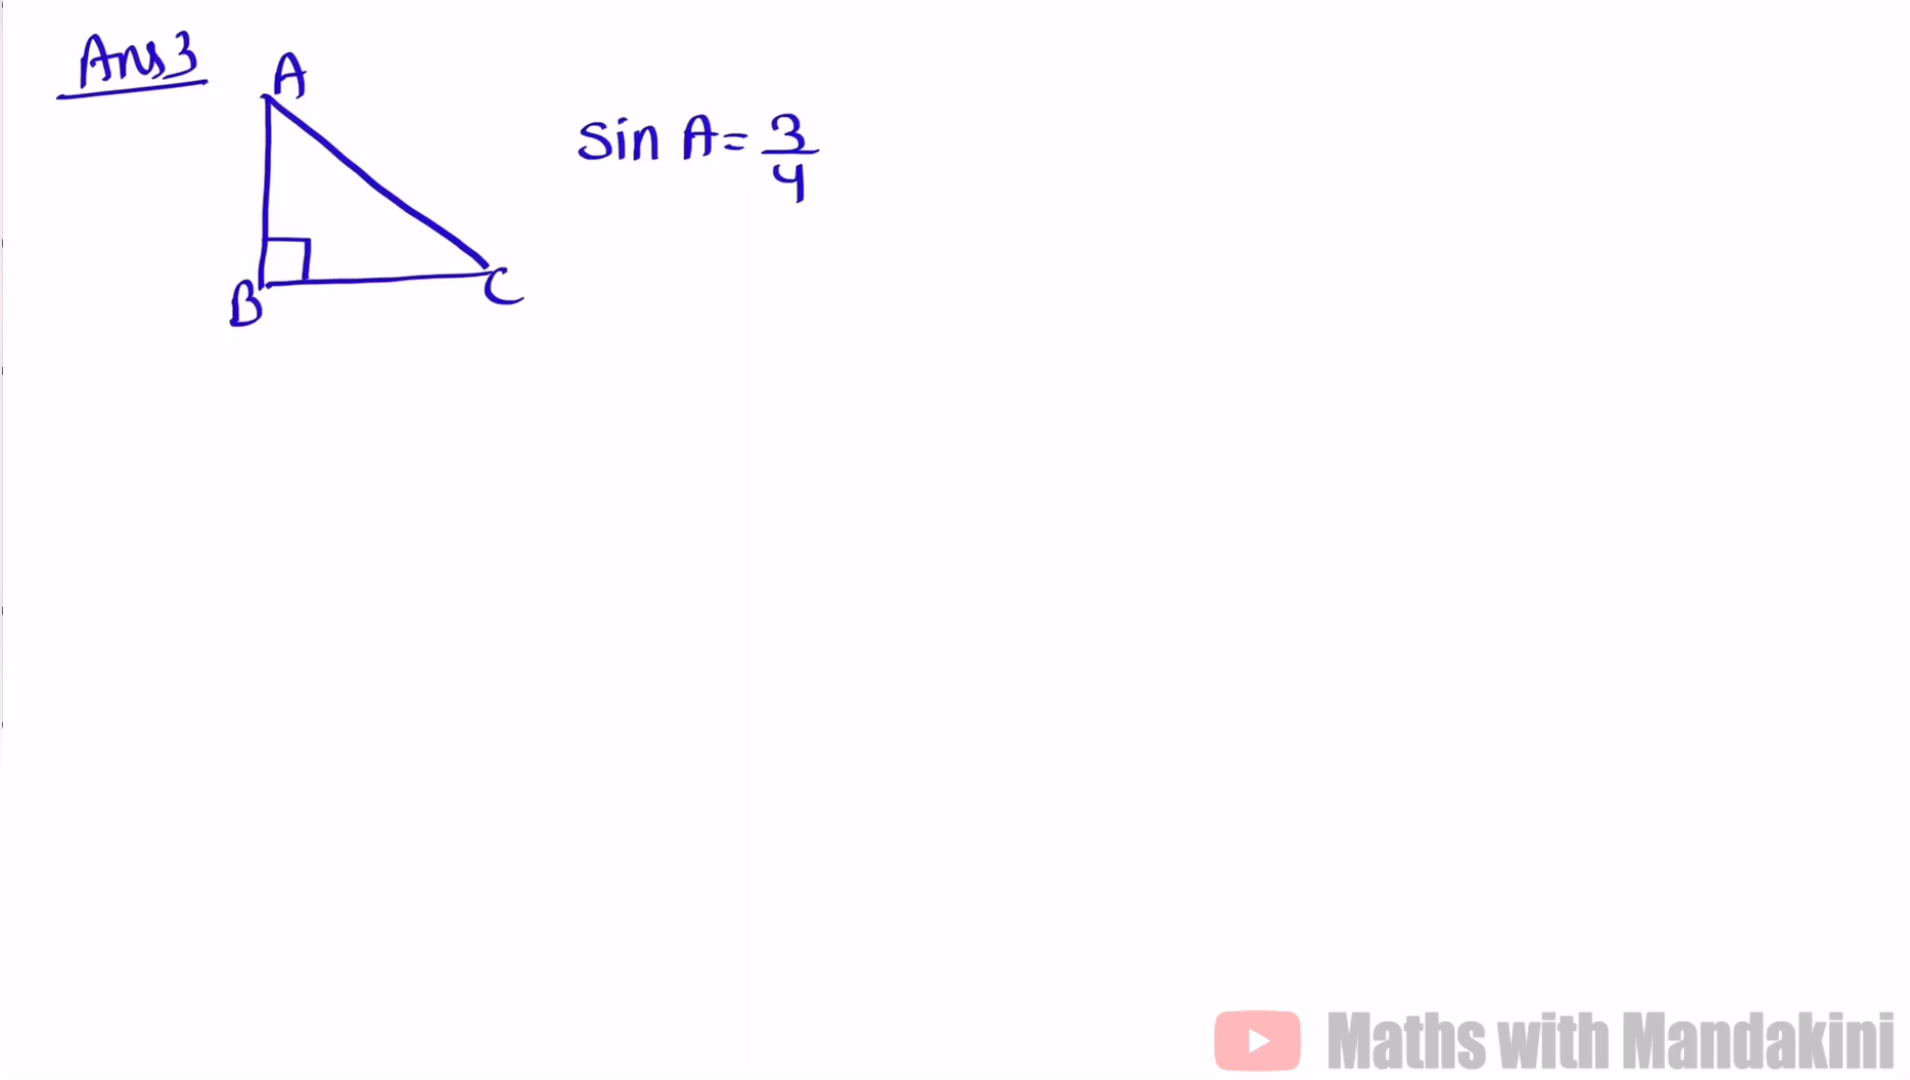 Ans 3
A
sin A = 3/4
B
C
Maths with Mandakini